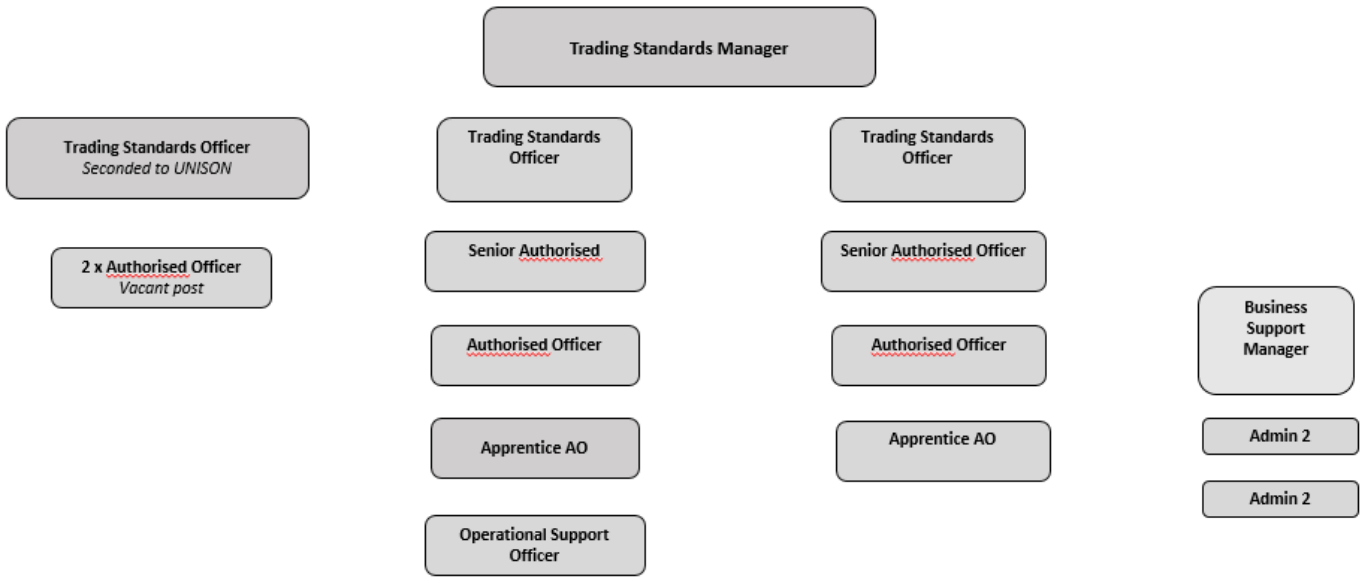 Trading Standards Manager
Trading Standards Officer
Seconded to UNISON
2 x Authorised Officer
Vacant post
Trading Standards
Officer
Senior Authorised
Authorised Officer
Apprentice AO
Operational Support
Officer
Trading Standards
Officer
Senior Authorised Officer
Authorised Officer
Apprentice AO
Business
Support
Manager
Admin 2
Admin 2